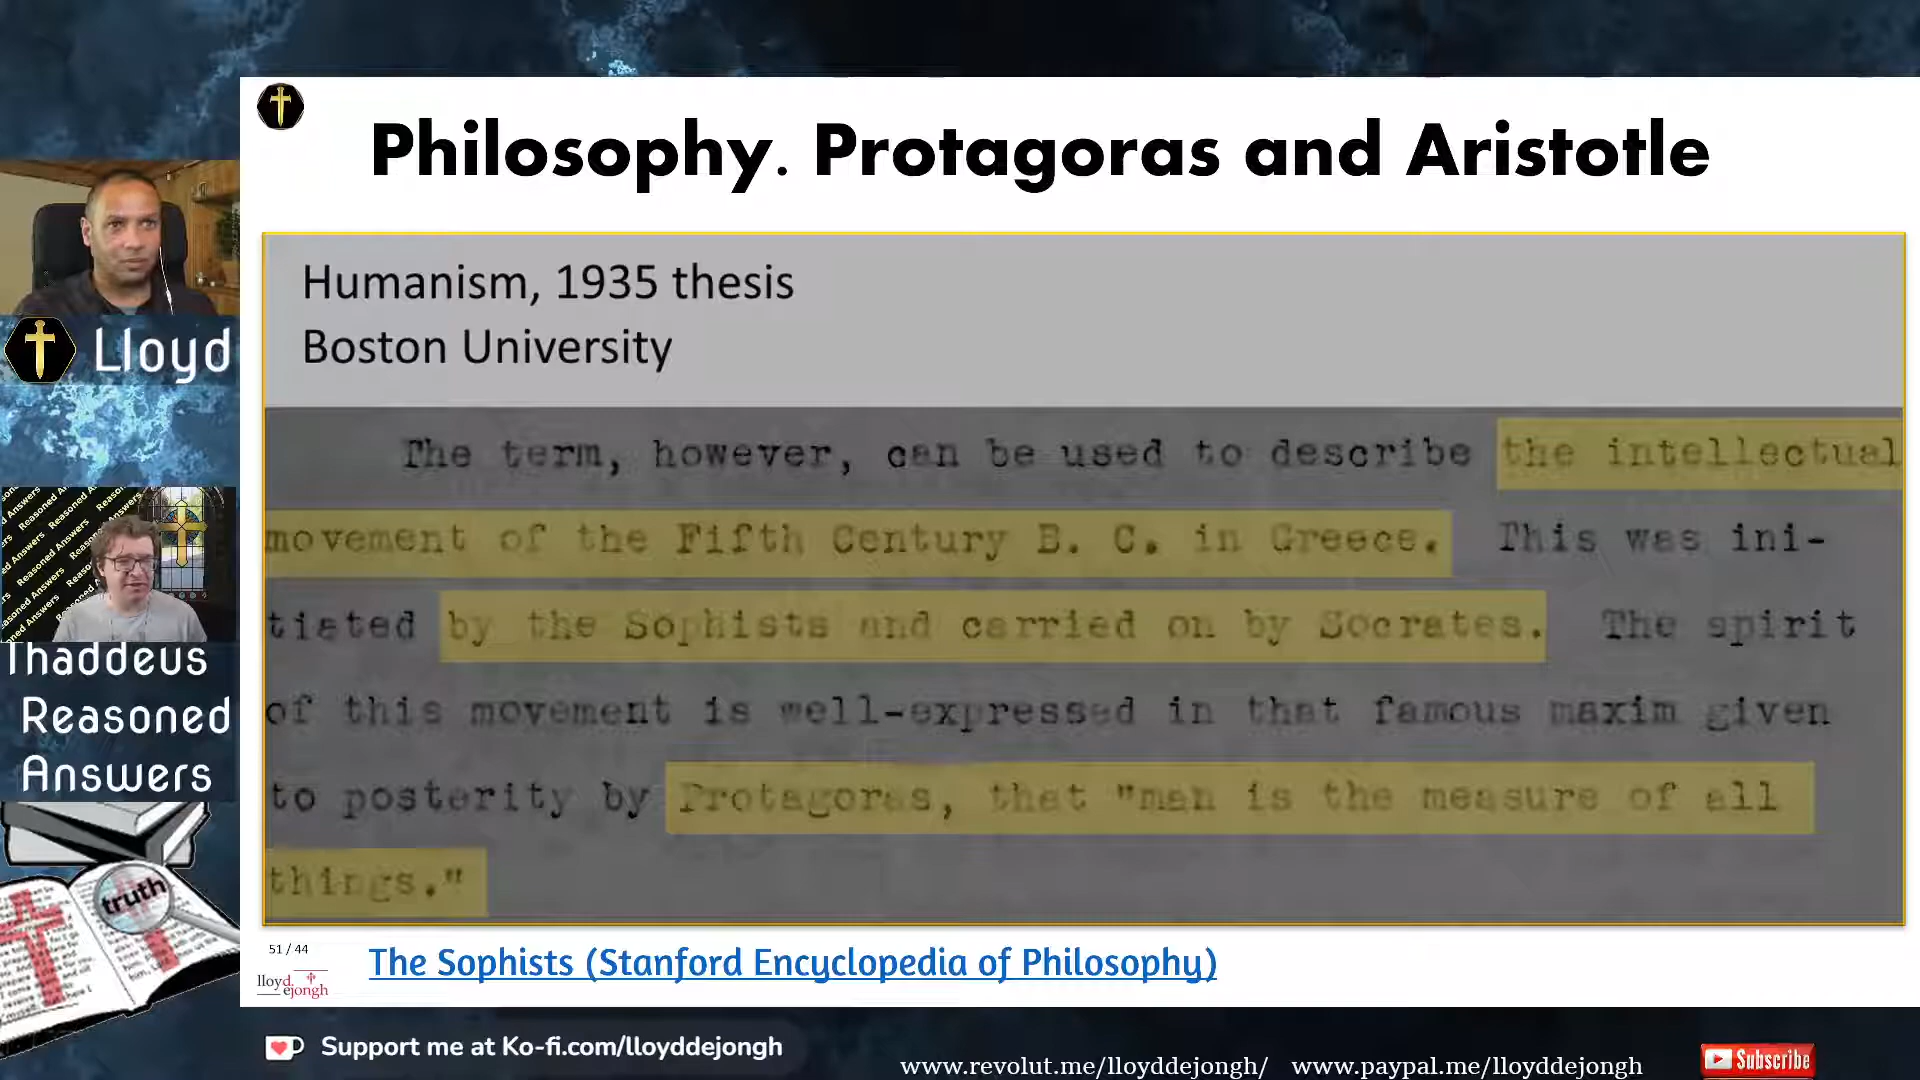 Philosophy. Protagoras and Aristotle
Humanism, 1935 thesis
Boston University
The term, however, can be used to describe the intellectual
movement of the Fifth Century B. C. in Greece. This was ini-
tiated by the Sophists and carried on by Socrates. The spirit
of this movement is well-expressed in that famous maxim given
to posterity by Protagoras, that "man is the measure of all
things."
51 / 44
The Sophists (Stanford Encyclopedia of Philosophy)
lloyd
dejongh
Lloyd
Reasoned Answers
Thaddeus
Reasoned
Answers
truth
Support me at Ko-fi.com/lloyddejongh
www.revolut.me/lloyddejongh/ www.paypal.me/lloyddejongh
Subscribe